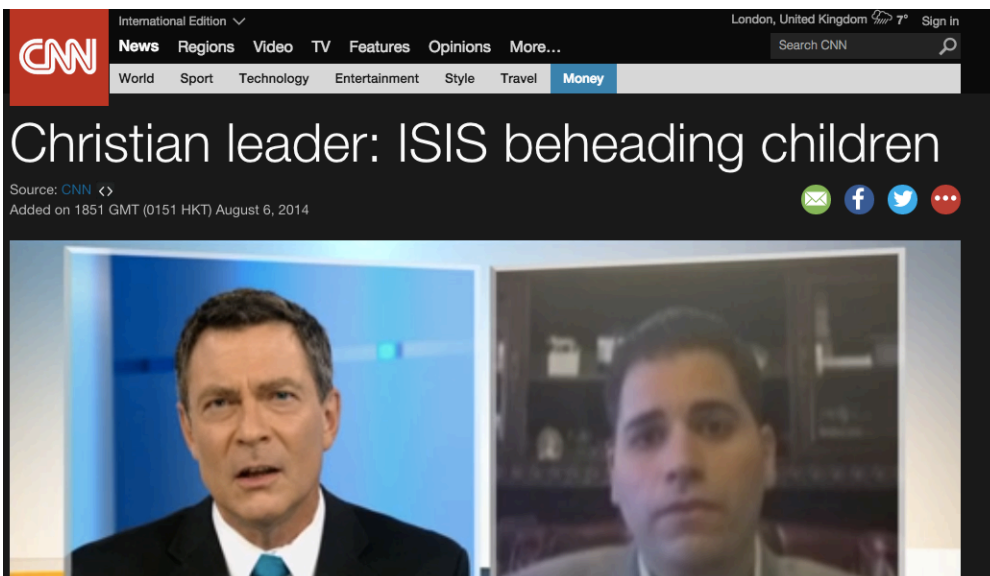 International Edition
London, United Kingdom 7° Sign in
CNN
News Regions Video TV Features Opinions More...
Search CNN
World Sport Technology Entertainment Style Travel Money
Christian leader: ISIS beheading children
Source: CNN <>
Added on 1851 GMT (0151 HKT) August 6, 2014